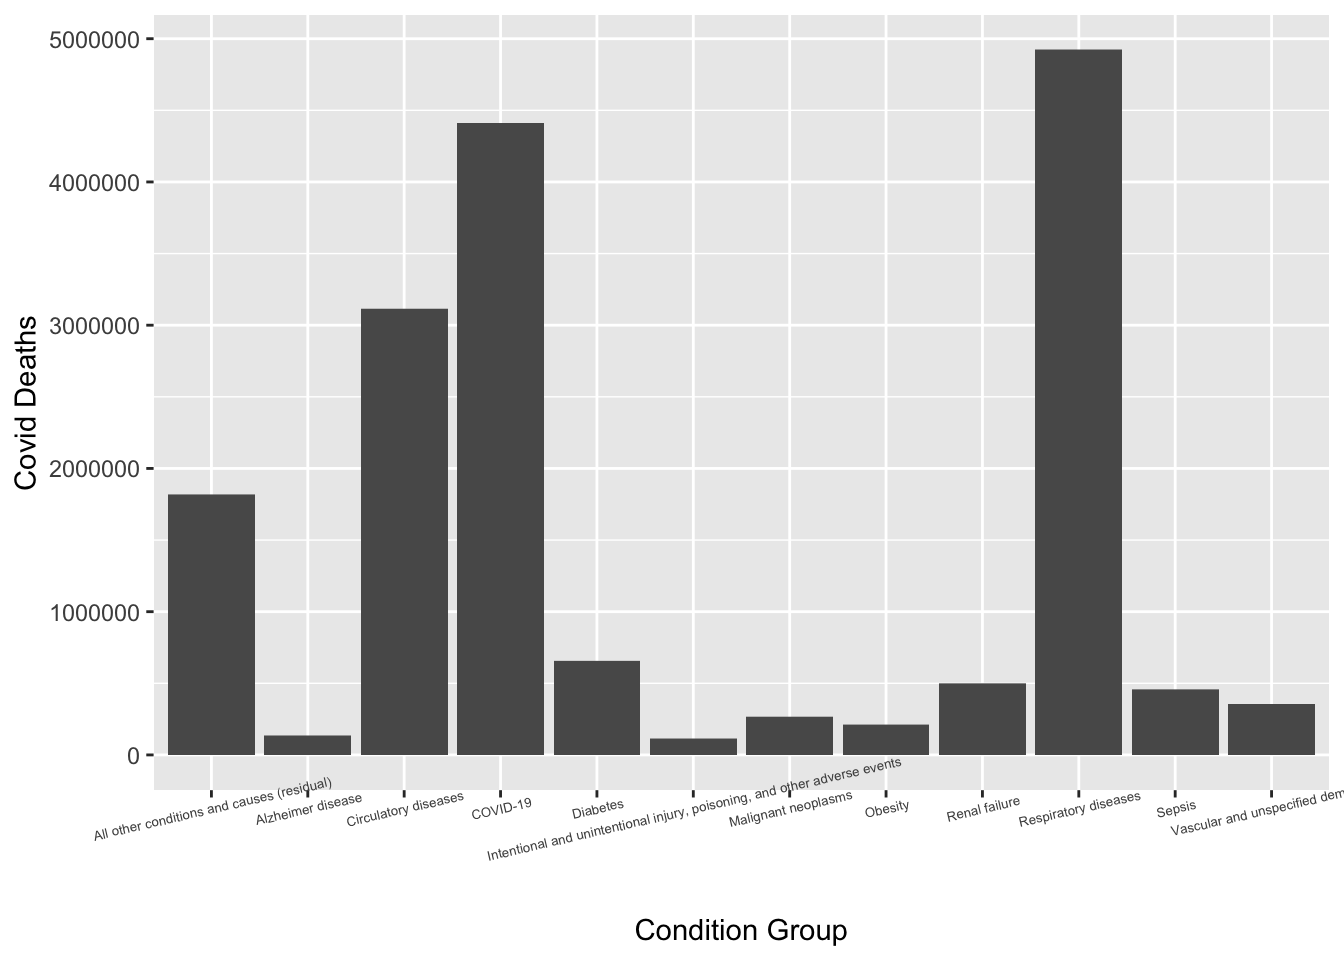 5000000
4000000
3000000
2000000
1000000
0
Covid Deaths
All other conditions and causes (residual)
Alzheimer disease
Circulatory diseases
COVID-19
Diabetes
Intentional and unintentional injury, poisoning, and other adverse events
Malignant neoplasms
Obesity
Renal failure
Respiratory diseases
Sepsis
Vascular and unspecified dem
Condition Group